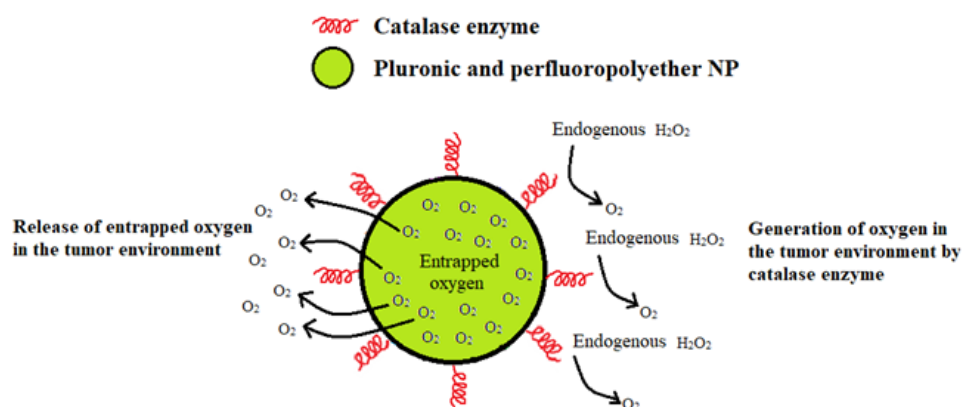 Catalase enzyme
Pluronic and perfluoropolyether NP
Release of entrapped oxygen
in the tumor environment
O₂
O₂
O₂
O₂
O₂
O₂
O₂
O₂ O₂
O₂
O₂ O₂ O₂ O₂
Entrapped
oxygen
O₂ O₂
O₂ O₂ O₂ O₂
O₂
O₂ O₂
Endogenous H₂O₂
O₂
Endogenous H₂O₂
O₂
Endogenous H₂O₂
O₂
Generation of oxygen in
the tumor environment by
catalase enzyme